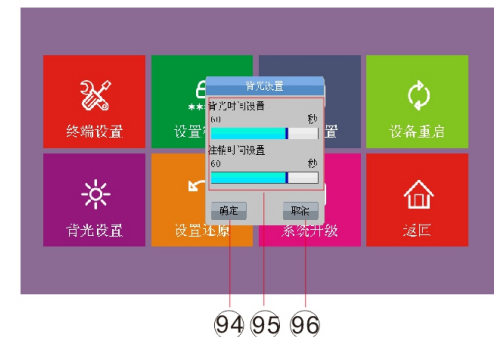 背光设置
背光时间设置
60 秒
注销时间设置
60 秒
确定 取消
终端设置
设置
置
设备重启
背光设置
设置还原
系统升级
返回
94 95 96